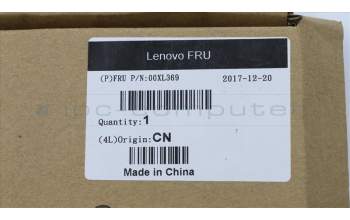 Lenovo FRU
(P)FRU P/N:00XL369 2017-12-20
Quantity:1
(4L)Origin:CN
Made in China